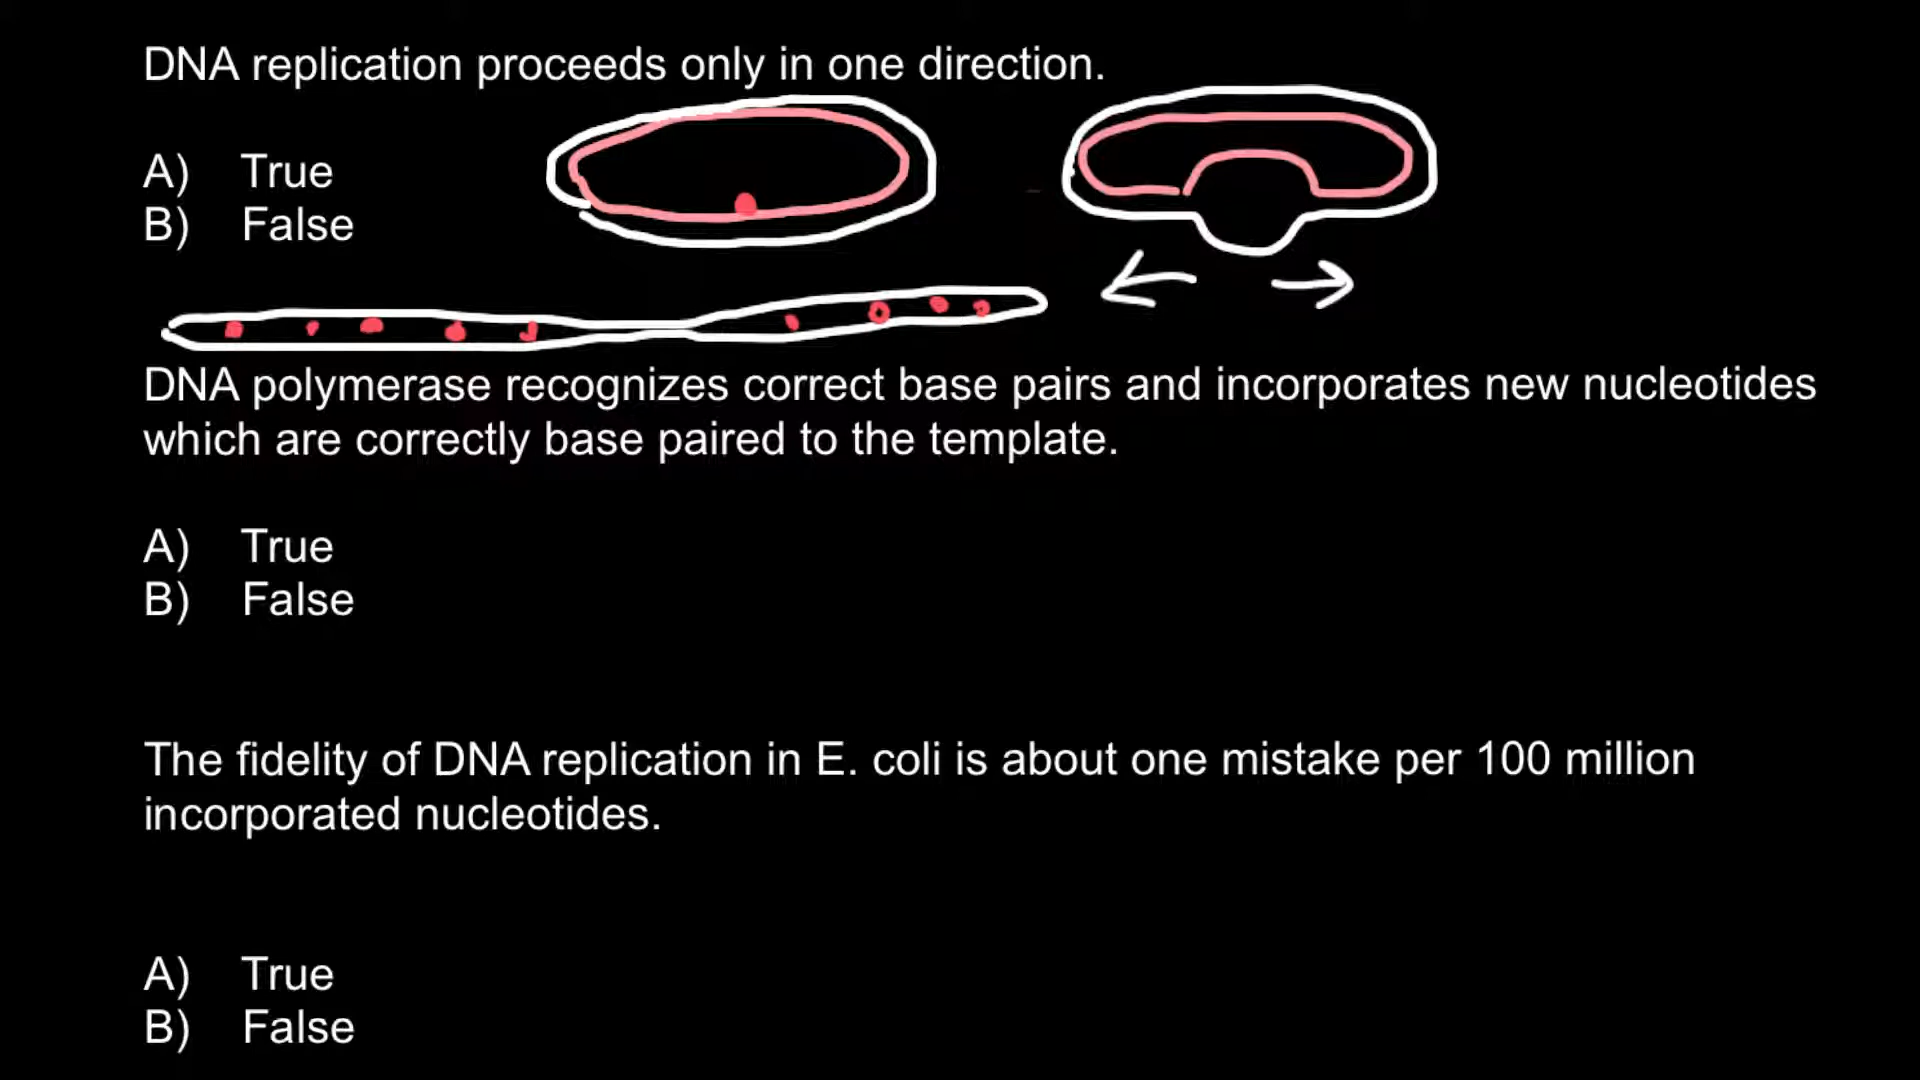 DNA replication proceeds only in one direction.
A) True
B) False
DNA polymerase recognizes correct base pairs and incorporates new nucleotides
which are correctly base paired to the template.
A) True
B) False
The fidelity of DNA replication in E. coli is about one mistake per 100 million
incorporated nucleotides.
A) True
B) False